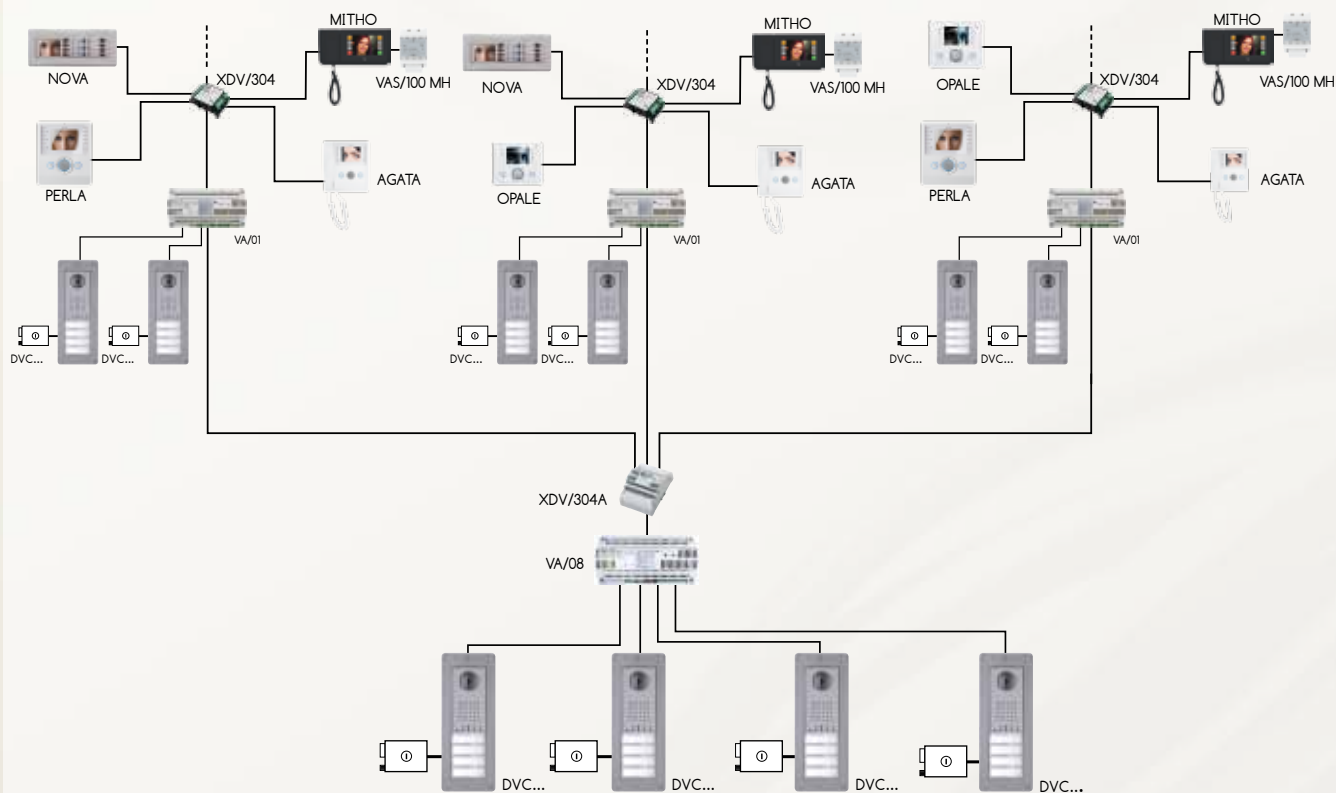 MITHO
NOVA
XDV/304
VAS/100 MH
PERLA
AGATA
VA/01
DVC...
DVC...
MITHO
NOVA
XDV/304
VAS/100 MH
OPALE
AGATA
VA/01
DVC...
DVC...
MITHO
OPALE
XDV/304
VAS/100 MH
PERLA
AGATA
VA/01
DVC...
DVC...
XDV/304A
VA/08
DVC...
DVC...
DVC...
DVC...